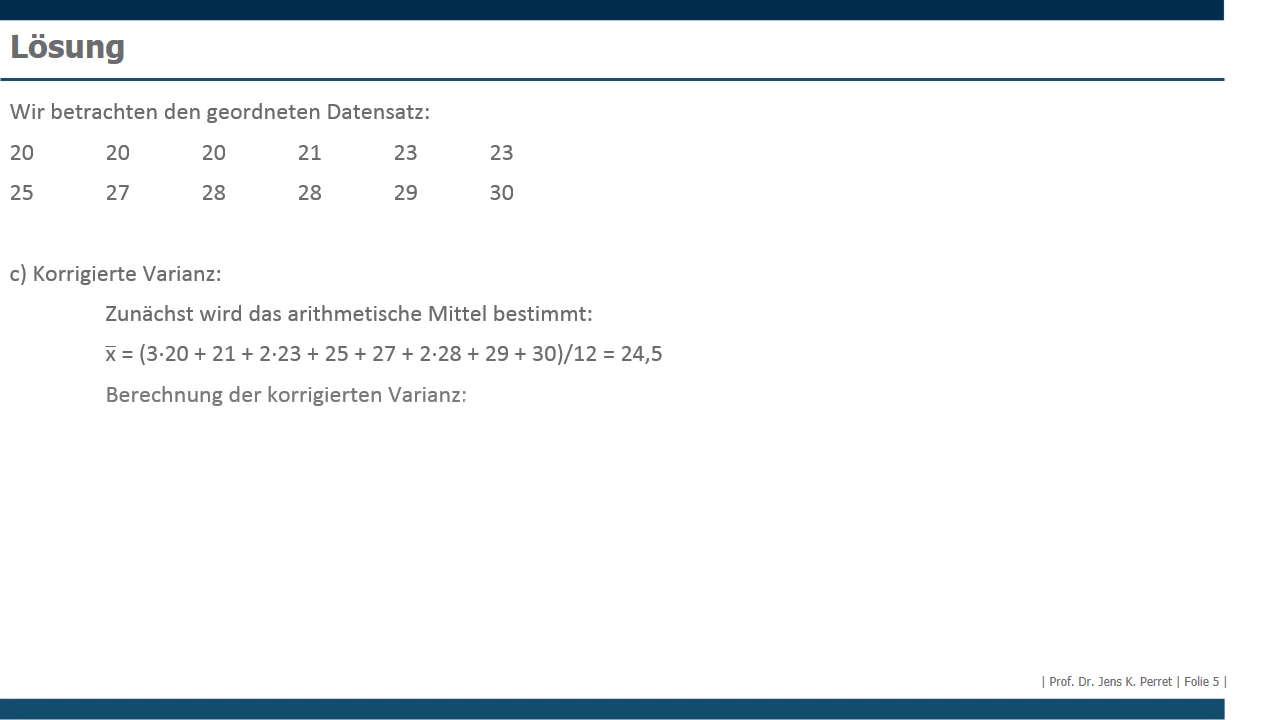 Lösung
Wir betrachten den geordneten Datensatz:
20 20 20 21 23 23
25 27 28 28 29 30
c) Korrigierte Varianz:
Zunächst wird das arithmetische Mittel bestimmt:
x̅ = (3·20 + 21 + 2·23 + 25 + 27 + 2·28 + 29 + 30)/12 = 24,5
Berechnung der korrigierten Varianz:
| Prof. Dr. Jens K. Perret | Folie 5 |